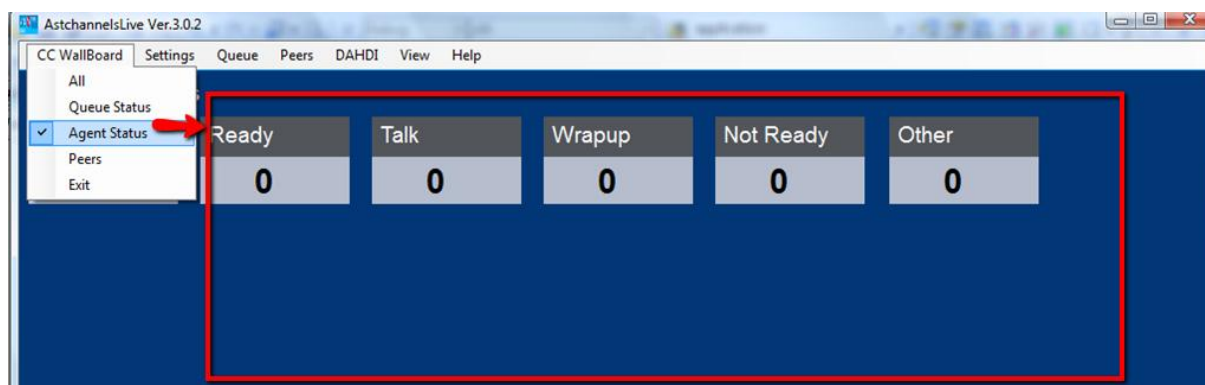 AstchannelsLive Ver.3.0.2
CC WallBoard Settings Queue Peers DAHDI View Help
All
Queue Status
Agent Status
Peers
Exit
Ready Talk Wrapup Not Ready Other
0 0 0 0 0